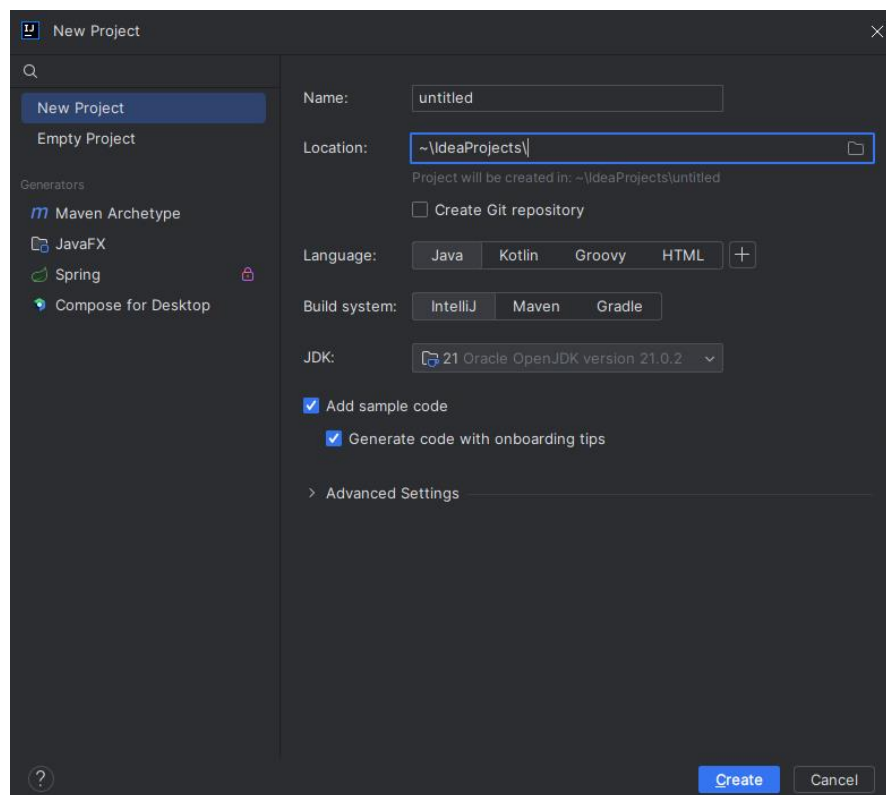 New Project
New Project
Empty Project
Generators
Maven Archetype
JavaFX
Spring
Compose for Desktop
Name: untitled
Location: ~\IdeaProjects\
Project will be created in: ~\IdeaProjects\untitled
Create Git repository
Language: Java Kotlin Groovy HTML +
Build system: IntelliJ Maven Gradle
JDK: 21 Oracle OpenJDK version 21.0.2
Add sample code
Generate code with onboarding tips
Advanced Settings
? Create Cancel